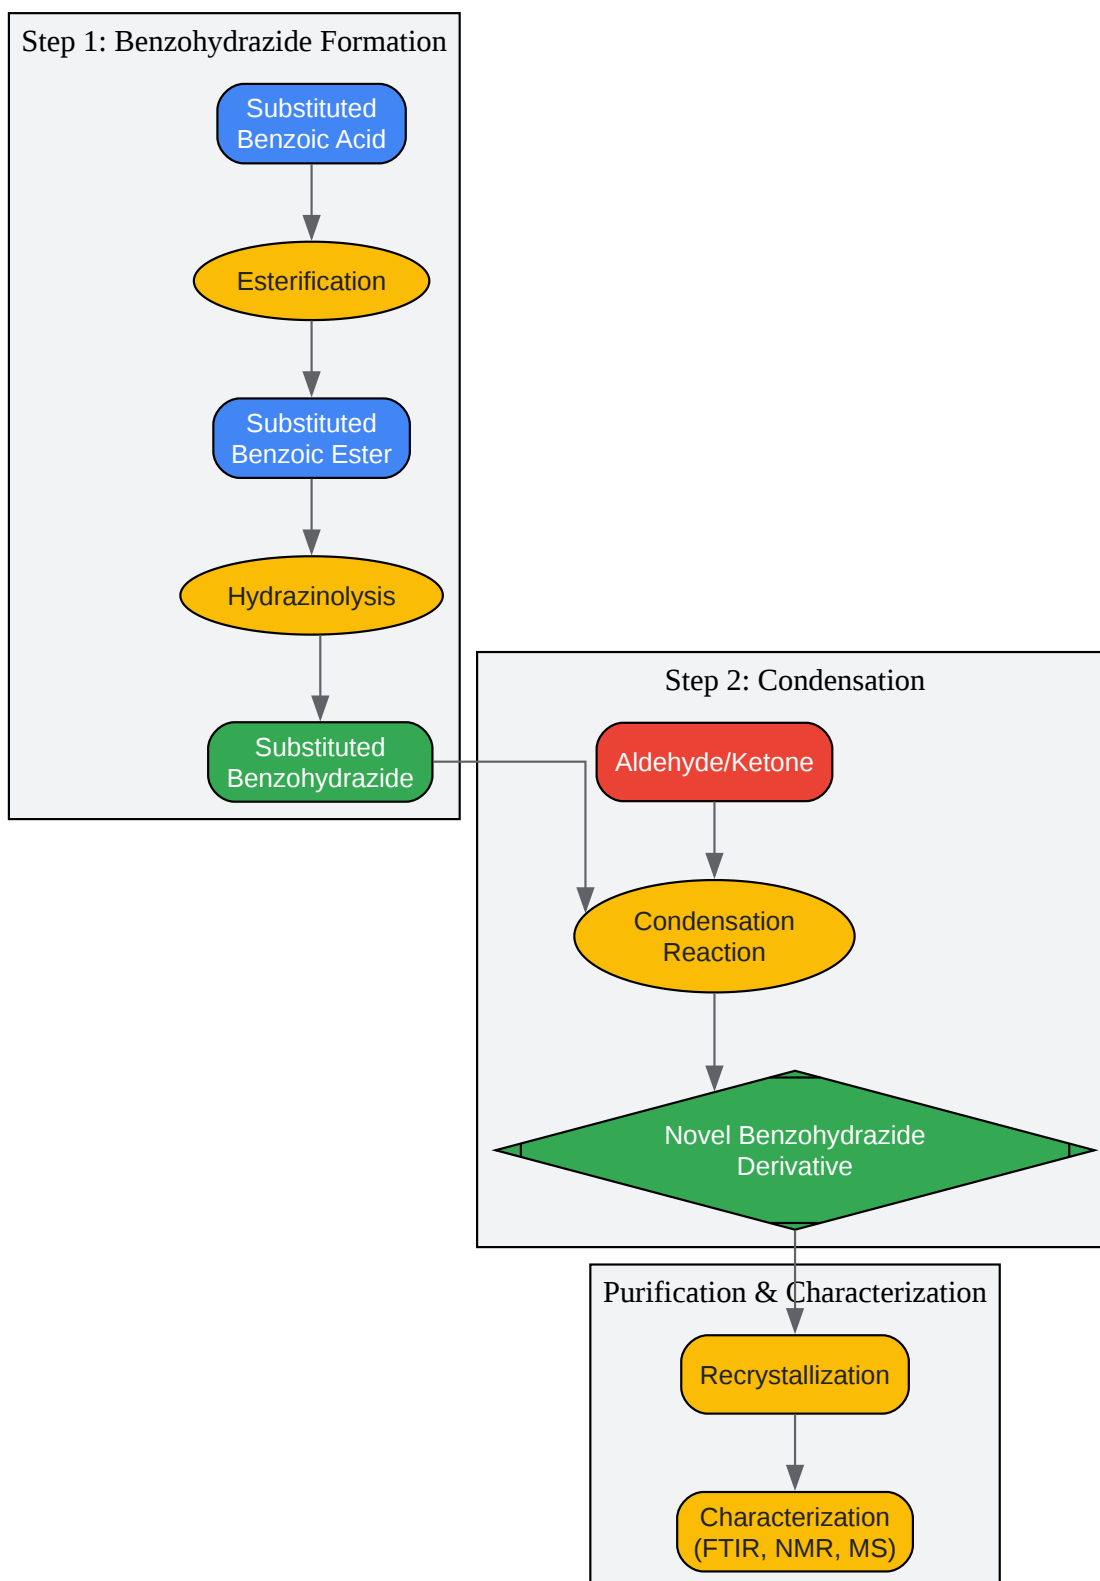 Step 1: Benzohydrazide Formation
Substituted
Benzoic Acid
Esterification
Substituted
Benzoic Ester
Hydrazinolysis
Substituted
Benzohydrazide
Step 2: Condensation
Aldehyde/Ketone
Condensation
Reaction
Novel Benzohydrazide
Derivative
Purification & Characterization
Recrystallization
Characterization
(FTIR, NMR, MS)